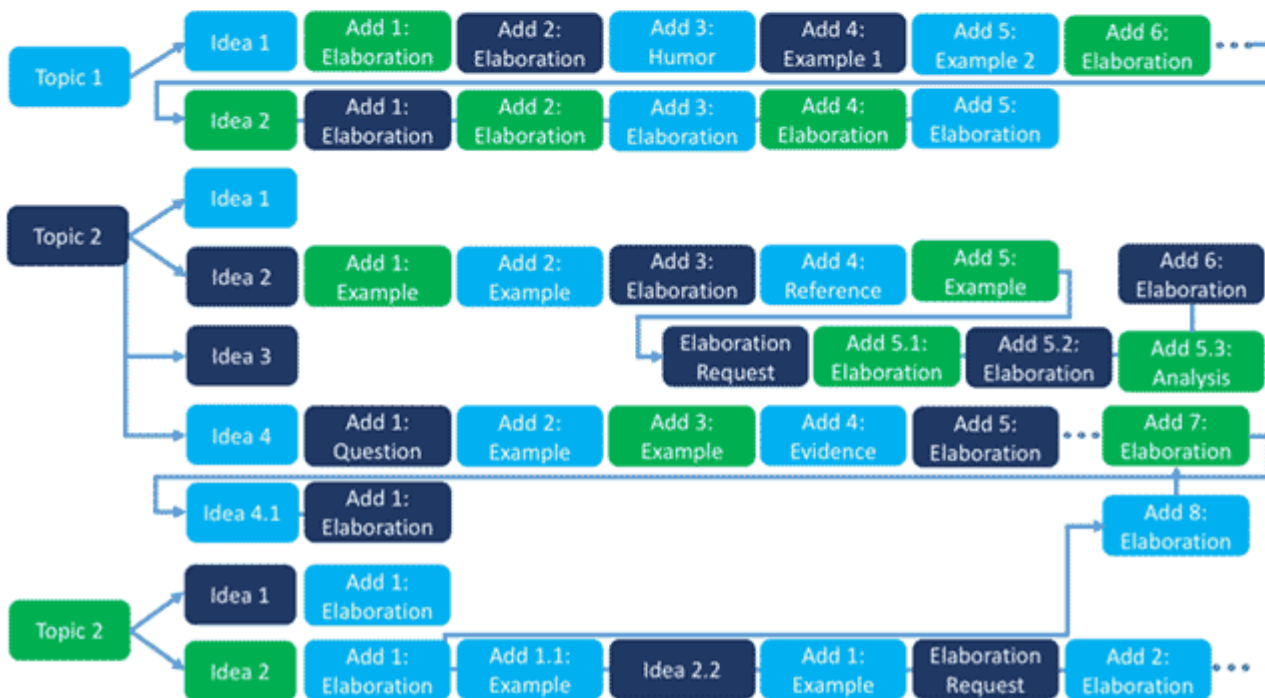 Topic 1
Idea 1
Add 1:
Elaboration
Add 2:
Elaboration
Add 3:
Humor
Add 4:
Example 1
Add 5:
Example 2
Add 6:
Elaboration
Idea 2
Add 1:
Elaboration
Add 2:
Elaboration
Add 3:
Elaboration
Add 4:
Elaboration
Add 5:
Elaboration
Topic 2
Idea 1
Idea 2
Add 1:
Example
Add 2:
Example
Add 3:
Elaboration
Add 4:
Reference
Add 5:
Example
Add 6:
Elaboration
Idea 3
Elaboration
Request
Add 5.1:
Elaboration
Add 5.2:
Elaboration
Add 5.3:
Analysis
Idea 4
Add 1:
Question
Add 2:
Example
Add 3:
Example
Add 4:
Evidence
Add 5:
Elaboration
Add 7:
Elaboration
Idea 4.1
Add 1:
Elaboration
Add 8:
Elaboration
Topic 2
Idea 1
Add 1:
Elaboration
Idea 2
Add 1:
Elaboration
Add 1.1:
Example
Idea 2.2
Add 1:
Example
Elaboration
Request
Add 2:
Elaboration